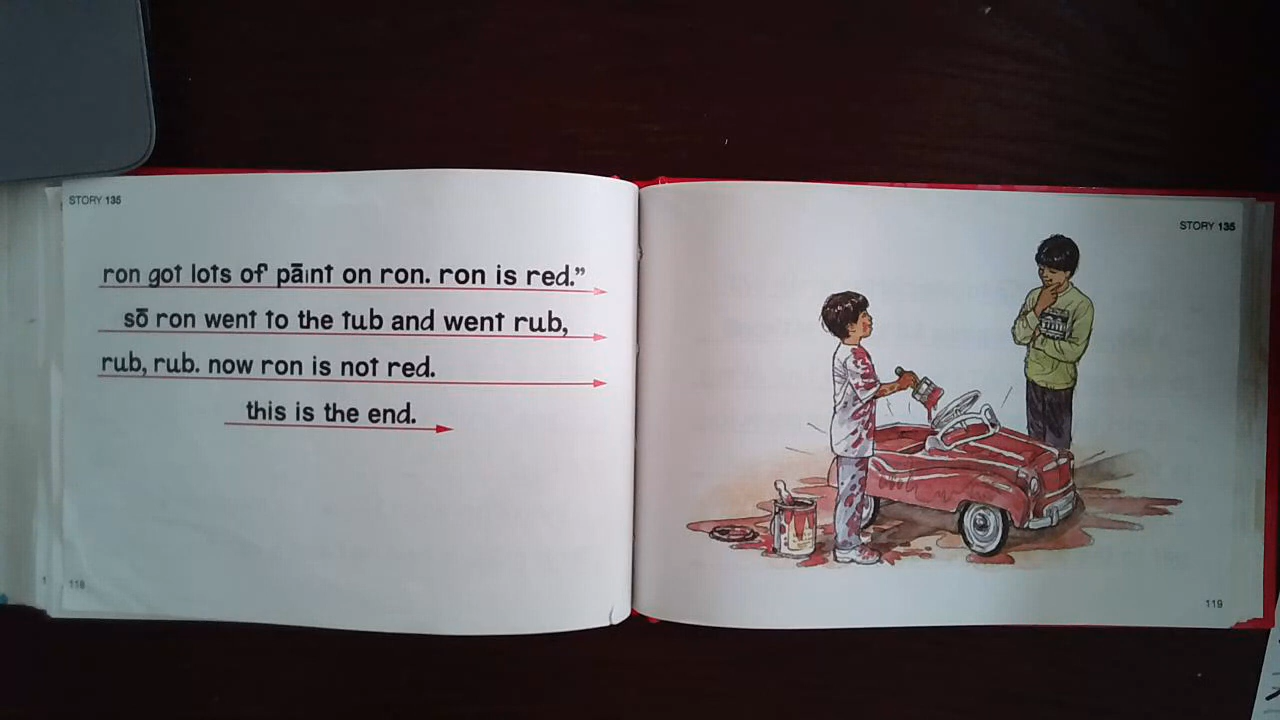 STORY 135
ron got lots of pāınt on ron. ron is red.”
sō ron went to the tub and went rub,
rub, rub. now ron is not red.
this is the end.
118
STORY 135
119